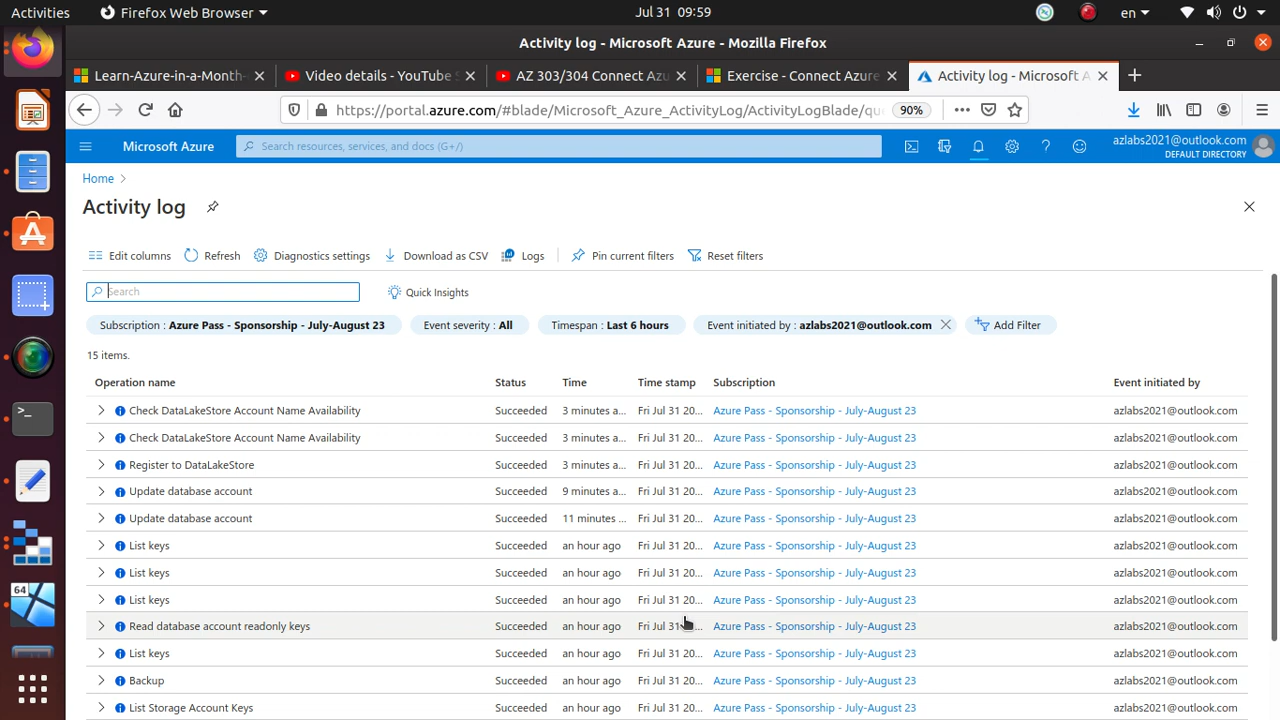 Activities
Firefox Web Browser
Jul 31 09:59
en
Activity log - Microsoft Azure - Mozilla Firefox
Learn-Azure-in-a-Month-
Video details - YouTube S
AZ 303/304 Connect Azu
Exercise - Connect Azure
Activity log - Microsoft A
https://portal.azure.com/#blade/Microsoft_Azure_ActivityLog/ActivityLogBlade/qu
90%
Microsoft Azure
Search resources, services, and docs (G+/)
azlabs2021@outlook.com
DEFAULT DIRECTORY
Home
Activity log
Edit columns
Refresh
Diagnostics settings
Download as CSV
Logs
Pin current filters
Reset filters
Search
Quick Insights
Subscription : Azure Pass - Sponsorship - July-August 23
Event severity : All
Timespan : Last 6 hours
Event initiated by : azlabs2021@outlook.com
Add Filter
15 items.
Operation name Status Time Time stamp Subscription Event initiated by
Check DataLakeStore Account Name Availability Succeeded 3 minutes a... Fri Jul 31 20... Azure Pass - Sponsorship - July-August 23 azlabs2021@outlook.com
Check DataLakeStore Account Name Availability Succeeded 3 minutes a... Fri Jul 31 20... Azure Pass - Sponsorship - July-August 23 azlabs2021@outlook.com
Register to DataLakeStore Succeeded 3 minutes a... Fri Jul 31 20... Azure Pass - Sponsorship - July-August 23 azlabs2021@outlook.com
Update database account Succeeded 9 minutes a... Fri Jul 31 20... Azure Pass - Sponsorship - July-August 23 azlabs2021@outlook.com
Update database account Succeeded 11 minutes ... Fri Jul 31 20... Azure Pass - Sponsorship - July-August 23 azlabs2021@outlook.com
List keys Succeeded an hour ago Fri Jul 31 20... Azure Pass - Sponsorship - July-August 23 azlabs2021@outlook.com
List keys Succeeded an hour ago Fri Jul 31 20... Azure Pass - Sponsorship - July-August 23 azlabs2021@outlook.com
List keys Succeeded an hour ago Fri Jul 31 20... Azure Pass - Sponsorship - July-August 23 azlabs2021@outlook.com
Read database account readonly keys Succeeded an hour ago Fri Jul 31 ... Azure Pass - Sponsorship - July-August 23 azlabs2021@outlook.com
List keys Succeeded an hour ago Fri Jul 31 20... Azure Pass - Sponsorship - July-August 23 azlabs2021@outlook.com
Backup Succeeded an hour ago Fri Jul 31 20... Azure Pass - Sponsorship - July-August 23 azlabs2021@outlook.com
List Storage Account Keys Succeeded an hour ago Fri Jul 31 20... Azure Pass - Sponsorship - July-August 23 azlabs2021@outlook.com
64